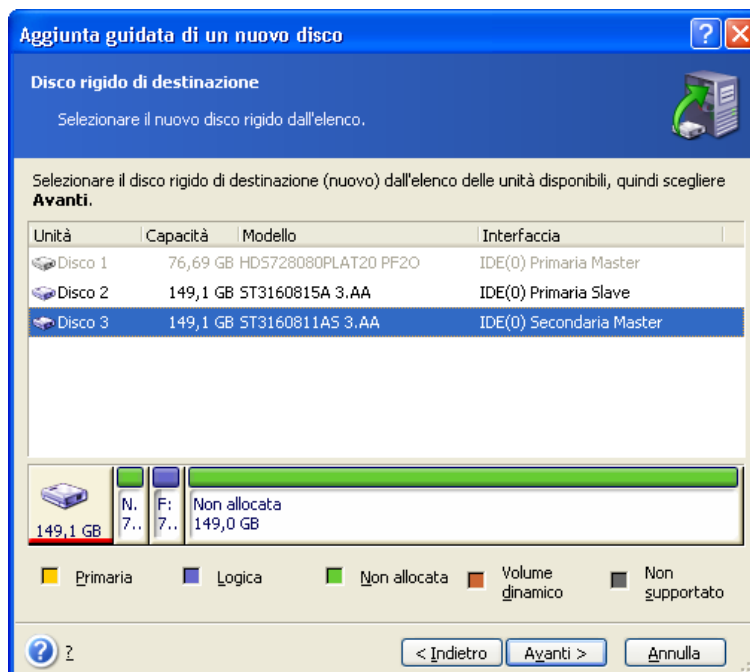 Aggiunta guidata di un nuovo disco
Disco rigido di destinazione
Selezionare il nuovo disco rigido dall'elenco.
Selezionare il disco rigido di destinazione (nuovo) dall'elenco delle unità disponibili, quindi scegliere
Avanti.
Unità Capacità Modello Interfaccia
Disco 1 76,69 GB HDS728080PLAT20 PF2O IDE(0) Primaria Master
Disco 2 149,1 GB ST3160815A 3.AA IDE(0) Primaria Slave
Disco 3 149,1 GB ST3160811AS 3.AA IDE(0) Secondaria Master
149,1 GB
N.
7..
F:
7..
Non allocata
149,0 GB
Primaria
Logica
Non allocata
Volume
dinamico
Non
supportato
?
< Indietro
Avanti >
Annulla